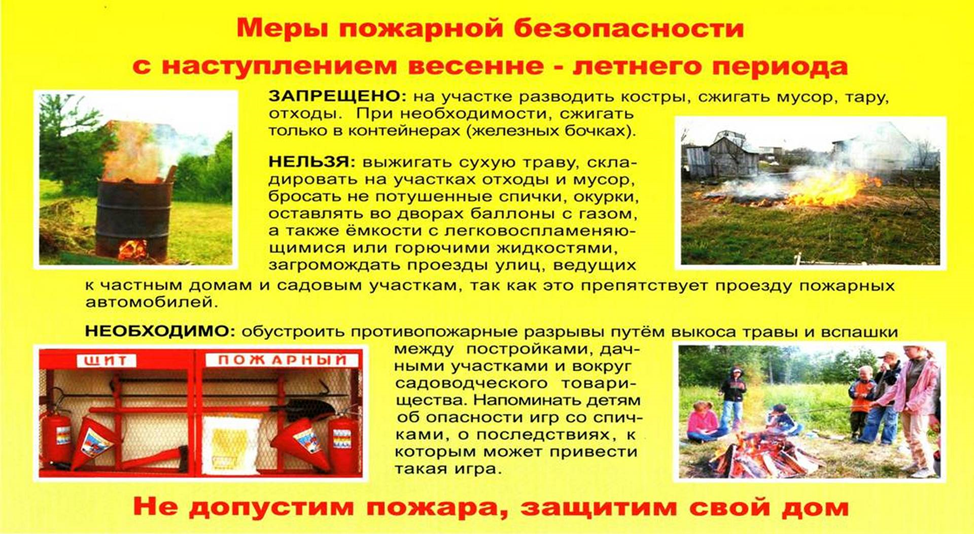 Меры пожарной безопасности
с наступлением весенне - летнего периода
ЗАПРЕЩЕНО: на участке разводить костры, сжигать мусор, тару,
отходы. При необходимости, сжигать
только в контейнерах (железных бочках).
НЕЛЬЗЯ: выжигать сухую траву, скла-
дировать на участках отходы и мусор,
бросать не потушенные спички, окурки,
оставлять во дворах баллоны с газом,
а также ёмкости с легковоспламеняю-
щимися или горючими жидкостями,
загромождать проезды улиц, ведущих
к частным домам и садовым участкам, так как это препятствует проезду пожарных
автомобилей.
НЕОБХОДИМО: обустроить противопожарные разрывы путём выкоса травы и вспашки
между постройками, дач-
ными участками и вокруг
садоводческого товари-
щества. Напоминать детям
об опасности игр со спич-
ками, о последствиях, к
которым может привести
такая игра.
ЩИТ ПОЖАРНЫЙ
Не допустим пожара, защитим свой дом